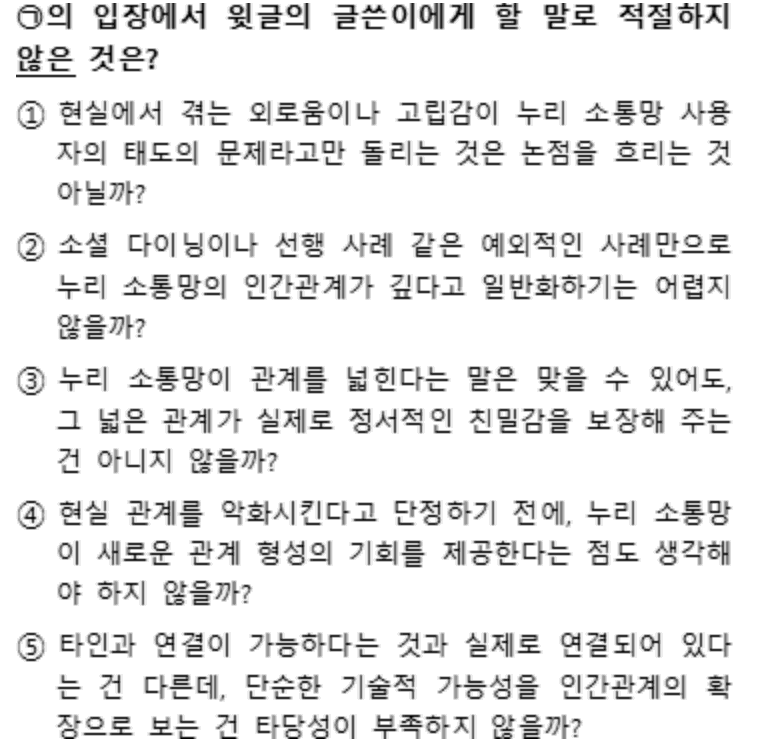 ㉠의 입장에서 윗글의 글쓴이에게 할 말로 적절하지
않은 것은?
① 현실에서 겪는 외로움이나 고립감이 누리 소통망 사용
자의 태도의 문제라고만 돌리는 것은 논점을 흐리는 것
아닐까?
② 소셜 다이닝이나 선행 사례 같은 예외적인 사례만으로
누리 소통망의 인간관계가 깊다고 일반화하기는 어렵지
않을까?
③ 누리 소통망이 관계를 넓힌다는 말은 맞을 수 있어도,
그 넓은 관계가 실제로 정서적인 친밀감을 보장해 주는
건 아니지 않을까?
④ 현실 관계를 악화시킨다고 단정하기 전에, 누리 소통망
이 새로운 관계 형성의 기회를 제공한다는 점도 생각해
야 하지 않을까?
⑤ 타인과 연결이 가능하다는 것과 실제로 연결되어 있다
는 건 다른데, 단순한 기술적 가능성을 인간관계의 확
장으로 보는 건 타당성이 부족하지 않을까?